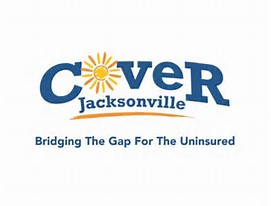 CoveR
Jacksonville
Bridging The Gap For The Uninsured